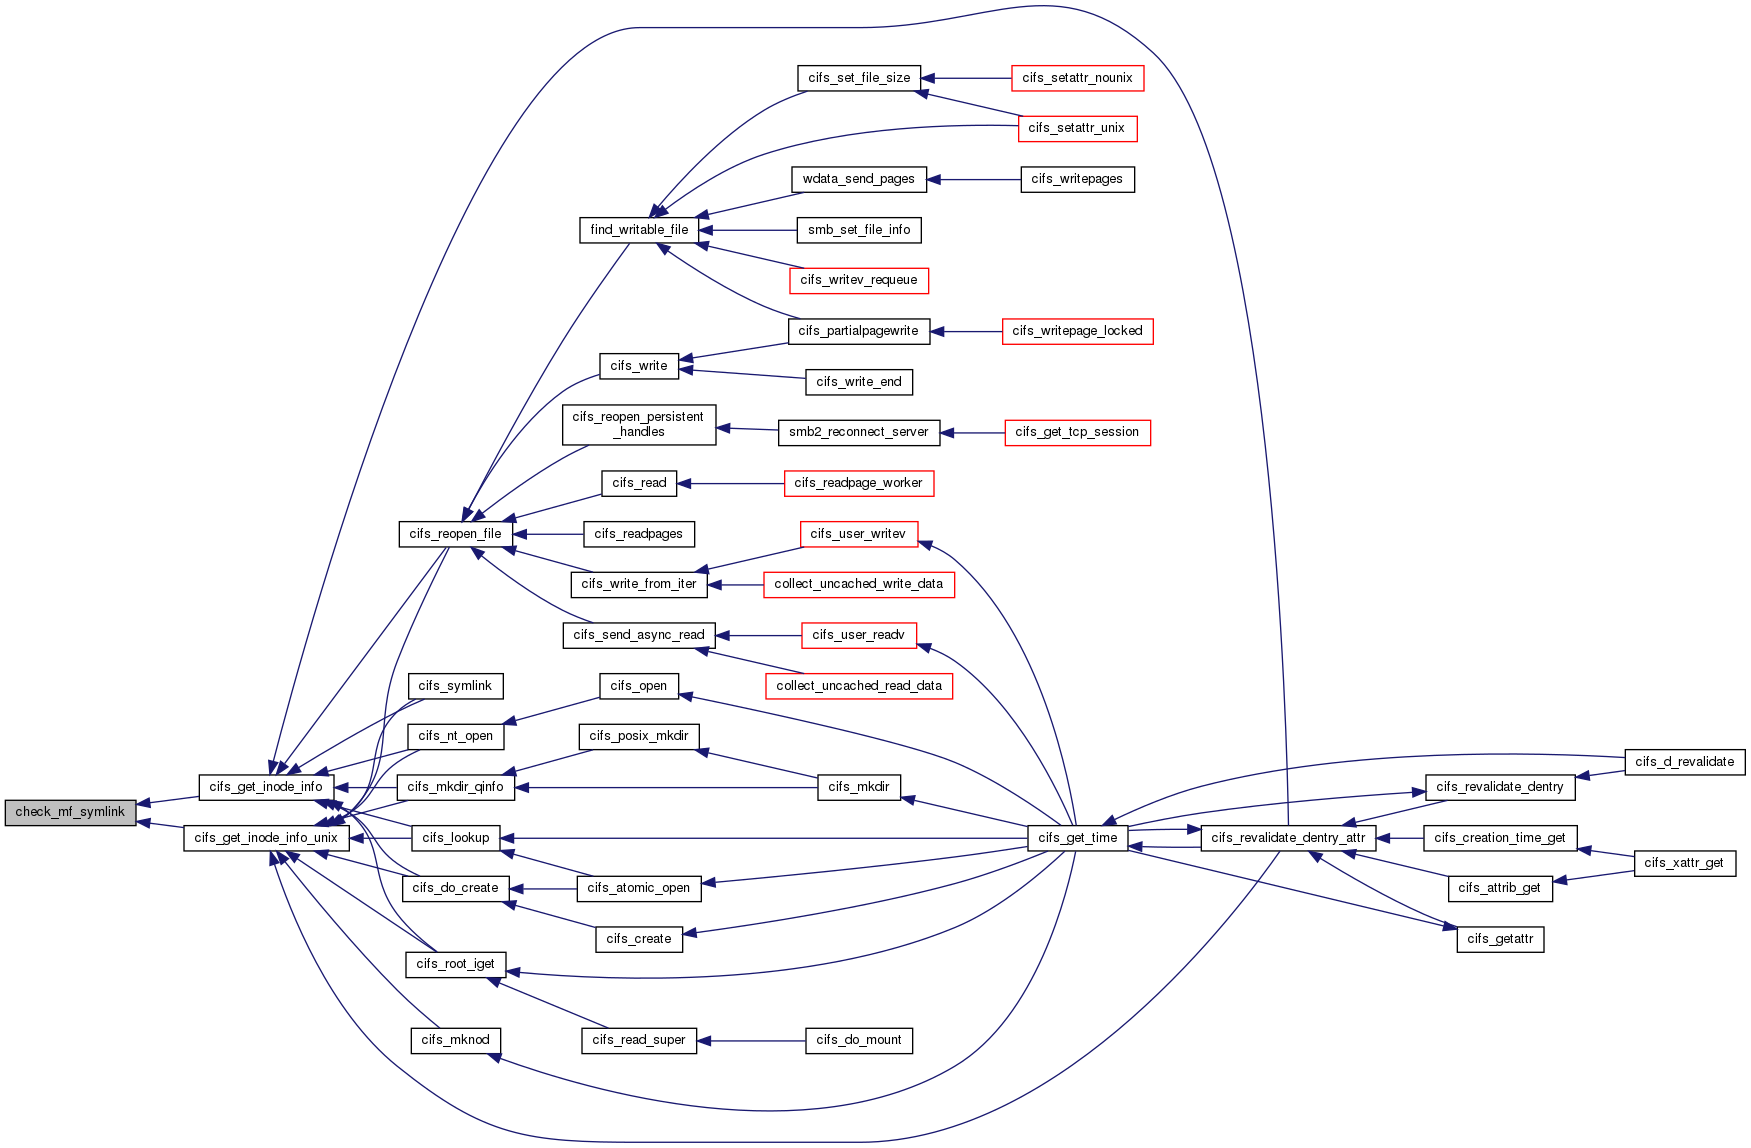 cifs_set_file_size
cifs_setattr_nounix
cifs_setattr_unix
wdata_send_pages
cifs_writepages
find_writable_file
smb_set_file_info
cifs_writev_requeue
cifs_partialpagewrite
cifs_writepage_locked
cifs_write
cifs_write_end
cifs_reopen_persistent
_handles
smb2_reconnect_server
cifs_get_tcp_session
cifs_read
cifs_readpage_worker
cifs_reopen_file
cifs_readpages
cifs_user_writev
cifs_write_from_iter
collect_uncached_write_data
cifs_send_async_read
cifs_user_readv
collect_uncached_read_data
cifs_symlink
cifs_open
cifs_nt_open
cifs_posix_mkdir
cifs_d_revalidate
cifs_get_inode_info
cifs_mkdir_qinfo
cifs_mkdir
cifs_revalidate_dentry
check_mf_symlink
cifs_get_inode_info_unix
cifs_lookup
cifs_get_time
cifs_revalidate_dentry_attr
cifs_creation_time_get
cifs_xattr_get
cifs_do_create
cifs_atomic_open
cifs_attrib_get
cifs_create
cifs_getattr
cifs_root_iget
cifs_mknod
cifs_read_super
cifs_do_mount